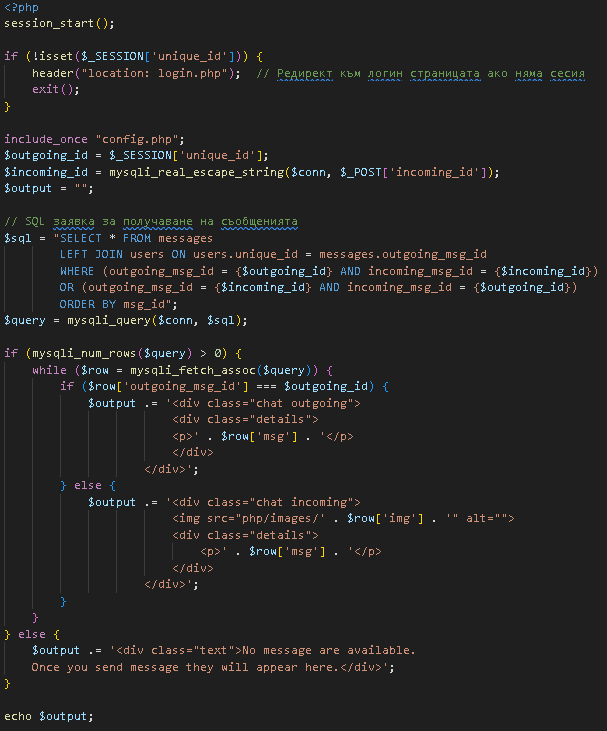 <?php
session_start();

if (!isset($_SESSION['unique_id'])) {
    header("location: login.php");  // Редирект към логин страницата ако няма сесия
    exit();
}

include_once "config.php";
$outgoing_id = $_SESSION['unique_id'];
$incoming_id = mysqli_real_escape_string($conn, $_POST['incoming_id']);
$output = "";

// SQL заявка за получаване на съобщенията
$sql = "SELECT * FROM messages
        LEFT JOIN users ON users.unique_id = messages.outgoing_msg_id
        WHERE (outgoing_msg_id = {$outgoing_id} AND incoming_msg_id = {$incoming_id})
        OR (outgoing_msg_id = {$incoming_id} AND incoming_msg_id = {$outgoing_id})
        ORDER BY msg_id";
$query = mysqli_query($conn, $sql);

if (mysqli_num_rows($query) > 0) {
    while ($row = mysqli_fetch_assoc($query)) {
        if ($row['outgoing_msg_id'] === $outgoing_id) {
            $output .= '<div class="chat outgoing">
                        <div class="details">
                        <p>' . $row['msg'] . '</p>
                        </div>
                    </div>';
        } else {
            $output .= '<div class="chat incoming">
                        <img src="php/images/' . $row['img'] . '" alt="">
                        <div class="details">
                            <p>' . $row['msg'] . '</p>
                        </div>
                    </div>';
        }
    }
} else {
    $output .= '<div class="text">No message are available.
    Once you send message they will appear here.</div>';
}

echo $output;